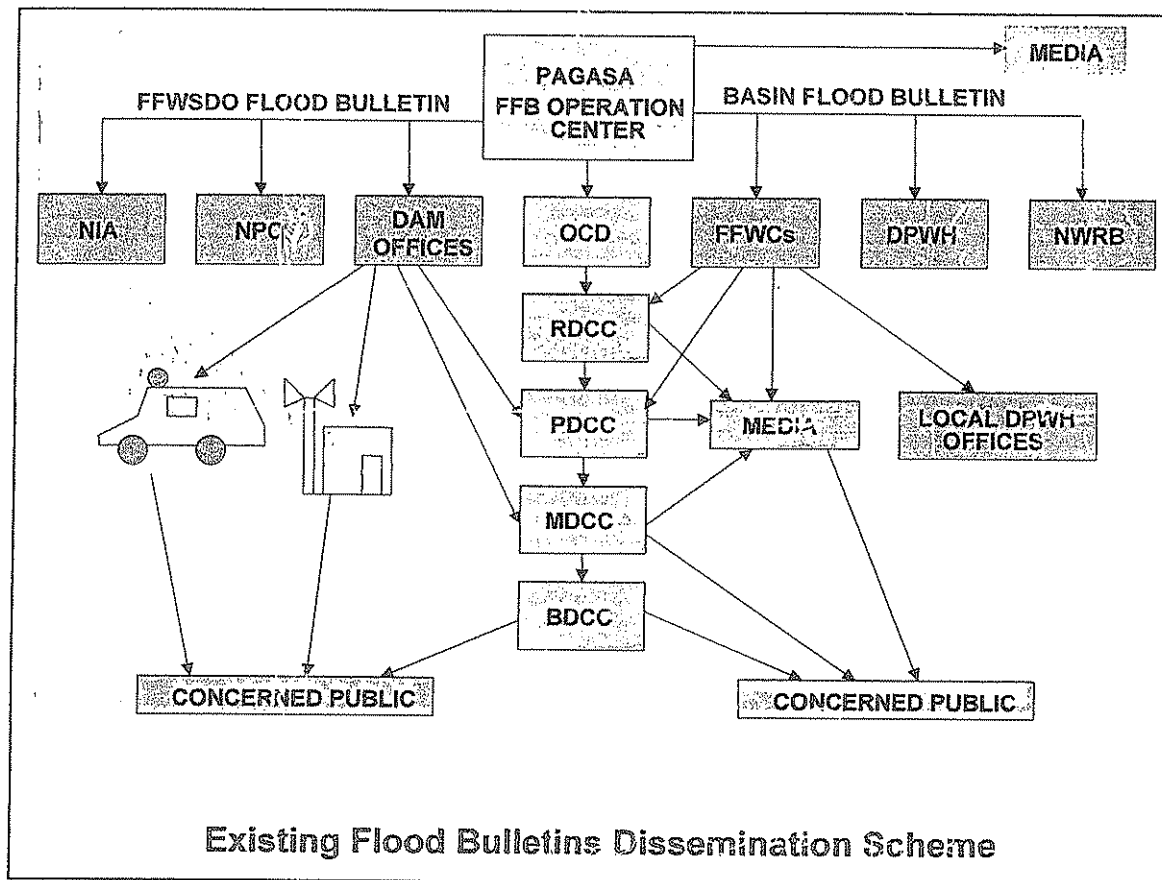 PAGASA
FFB OPERATION
CENTER
MEDIA
FFWSDO FLOOD BULLETIN
BASIN FLOOD BULLETIN
NIA
NPC
DAM
OFFICES
OCD
FFWCs
DPWH
NWRB
RDCC
PDCC
MEDIA
LOCAL DPWH
OFFICES
MDCC
BDCC
CONCERNED PUBLIC
CONCERNED PUBLIC
Existing Flood Bulletins Dissemination Scheme